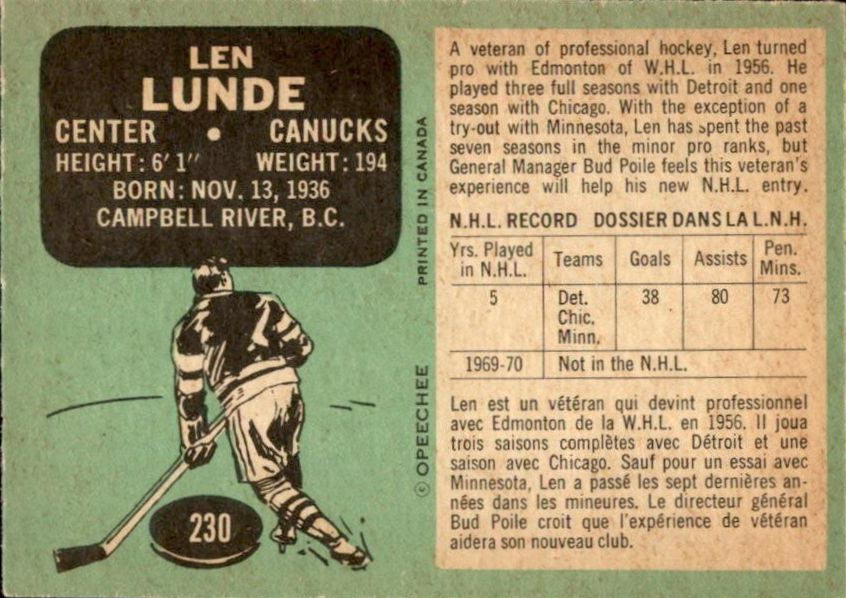 LEN
LUNDE
CENTER • CANUCKS
HEIGHT: 6' 1" WEIGHT: 194
BORN: NOV. 13, 1936
CAMPBELL RIVER, B.C.
230
© OPEECHEE PRINTED IN CANADA
A veteran of professional hockey, Len turned
pro with Edmonton of W.H.L. in 1956. He
played three full seasons with Detroit and one
season with Chicago. With the exception of a
try-out with Minnesota, Len has spent the past
seven seasons in the minor pro ranks, but
General Manager Bud Poile feels this veteran's
experience will help his new N.H.L. entry.
N.H.L. RECORD DOSSIER DANS LA L.N.H.
Yrs. Played in N.H.L. Teams Goals Assists Pen. Mins.
5 Det. Chic. Minn. 38 80 73
1969-70 Not in the N.H.L.
Len est un vétéran qui devint professionnel
avec Edmonton de la W.H.L. en 1956. Il joua
trois saisons complètes avec Détroit et une
saison avec Chicago. Sauf pour un essai avec
Minnesota, Len a passé les sept dernières an-
nées dans les mineures. Le directeur général
Bud Poile croit que l'expérience de vétéran
aidera son nouveau club.